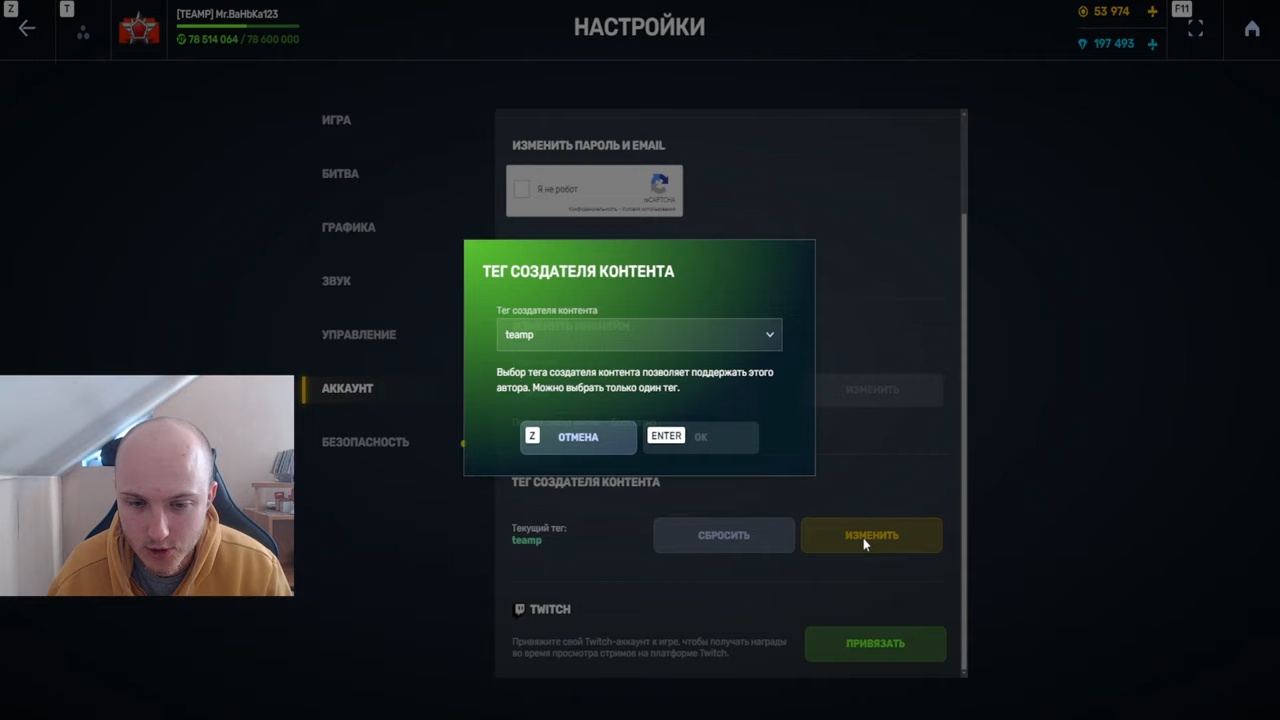 Z
T
[TEAMP] Mr.BaHbKa123
78 514 064 / 78 600 000
НАСТРОЙКИ
53 974
197 493
F11
ИГРА
БИТВА
ГРАФИКА
ЗВУК
УПРАВЛЕНИЕ
АККАУНТ
БЕЗОПАСНОСТЬ
ИЗМЕНИТЬ ПАРОЛЬ И EMAIL
Я не робот
reCAPTCHA
Конфиденциальность - Условия использования
ТЕГ СОЗДАТЕЛЯ КОНТЕНТА
Тег создателя контента
teamp
Выбор тега создателя контента позволяет поддержать этого
автора. Можно выбрать только один тег.
Z ОТМЕНА
ENTER ОК
ИЗМЕНИТЬ
ТЕГ СОЗДАТЕЛЯ КОНТЕНТА
Текущий тег:
teamp
СБРОСИТЬ
ИЗМЕНИТЬ
TWITCH
Привяжите свой Twitch-аккаунт к игре, чтобы получать награды
во время просмотра стримов на платформе Twitch.
ПРИВЯЗАТЬ